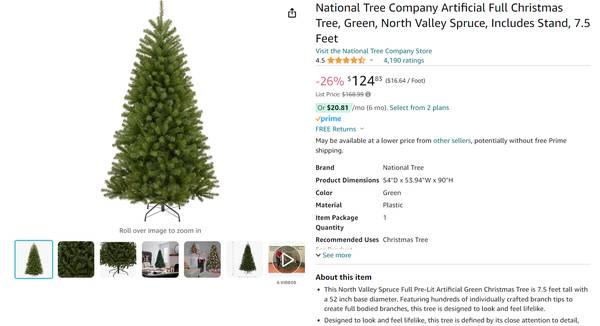 National Tree Company Artificial Full Christmas
Tree, Green, North Valley Spruce, Includes Stand, 7.5
Feet
Visit the National Tree Company Store
4.5 4,190 ratings
-26% $124.83 ($16.64 / Foot)
List Price: $168.99
Or $20.81 /mo (6 mo). Select from 2 plans
prime
FREE Returns
May be available at a lower price from other sellers, potentially without free Prime
shipping.
Brand National Tree
Product Dimensions 54"D x 53.94"W x 90"H
Color Green
Material Plastic
Item Package 1
Quantity
Recommended Uses Christmas Tree
See more
About this item
• This North Valley Spruce Full Pre-Lit Artificial Green Christmas Tree is 7.5 feet tall with
a 52 inch base diameter. Featuring hundreds of individually crafted branch tips to
create full bodied branches, this tree is designed to look and feel lifelike.
• Designed to look and feel lifelike, this tree is defined by its close attention to detail,
Roll over image to zoom in
6 VIDEOS